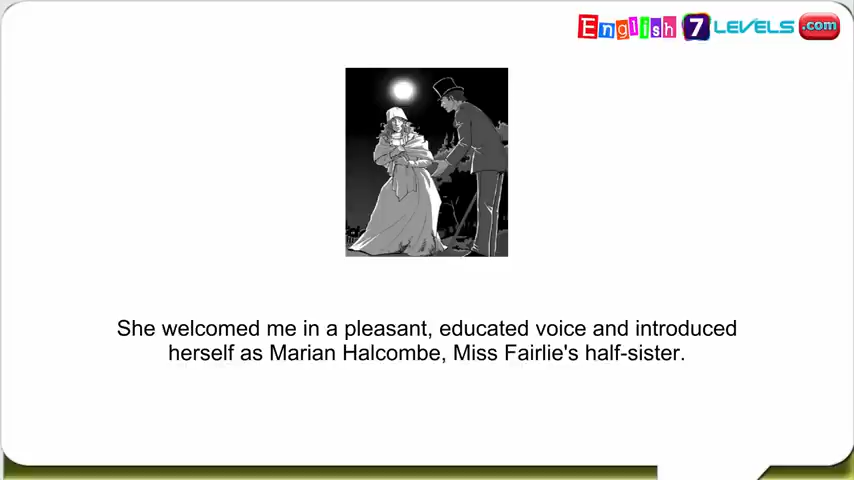 English 7 LEVELS .com
She welcomed me in a pleasant, educated voice and introduced
herself as Marian Halcombe, Miss Fairlie's half-sister.